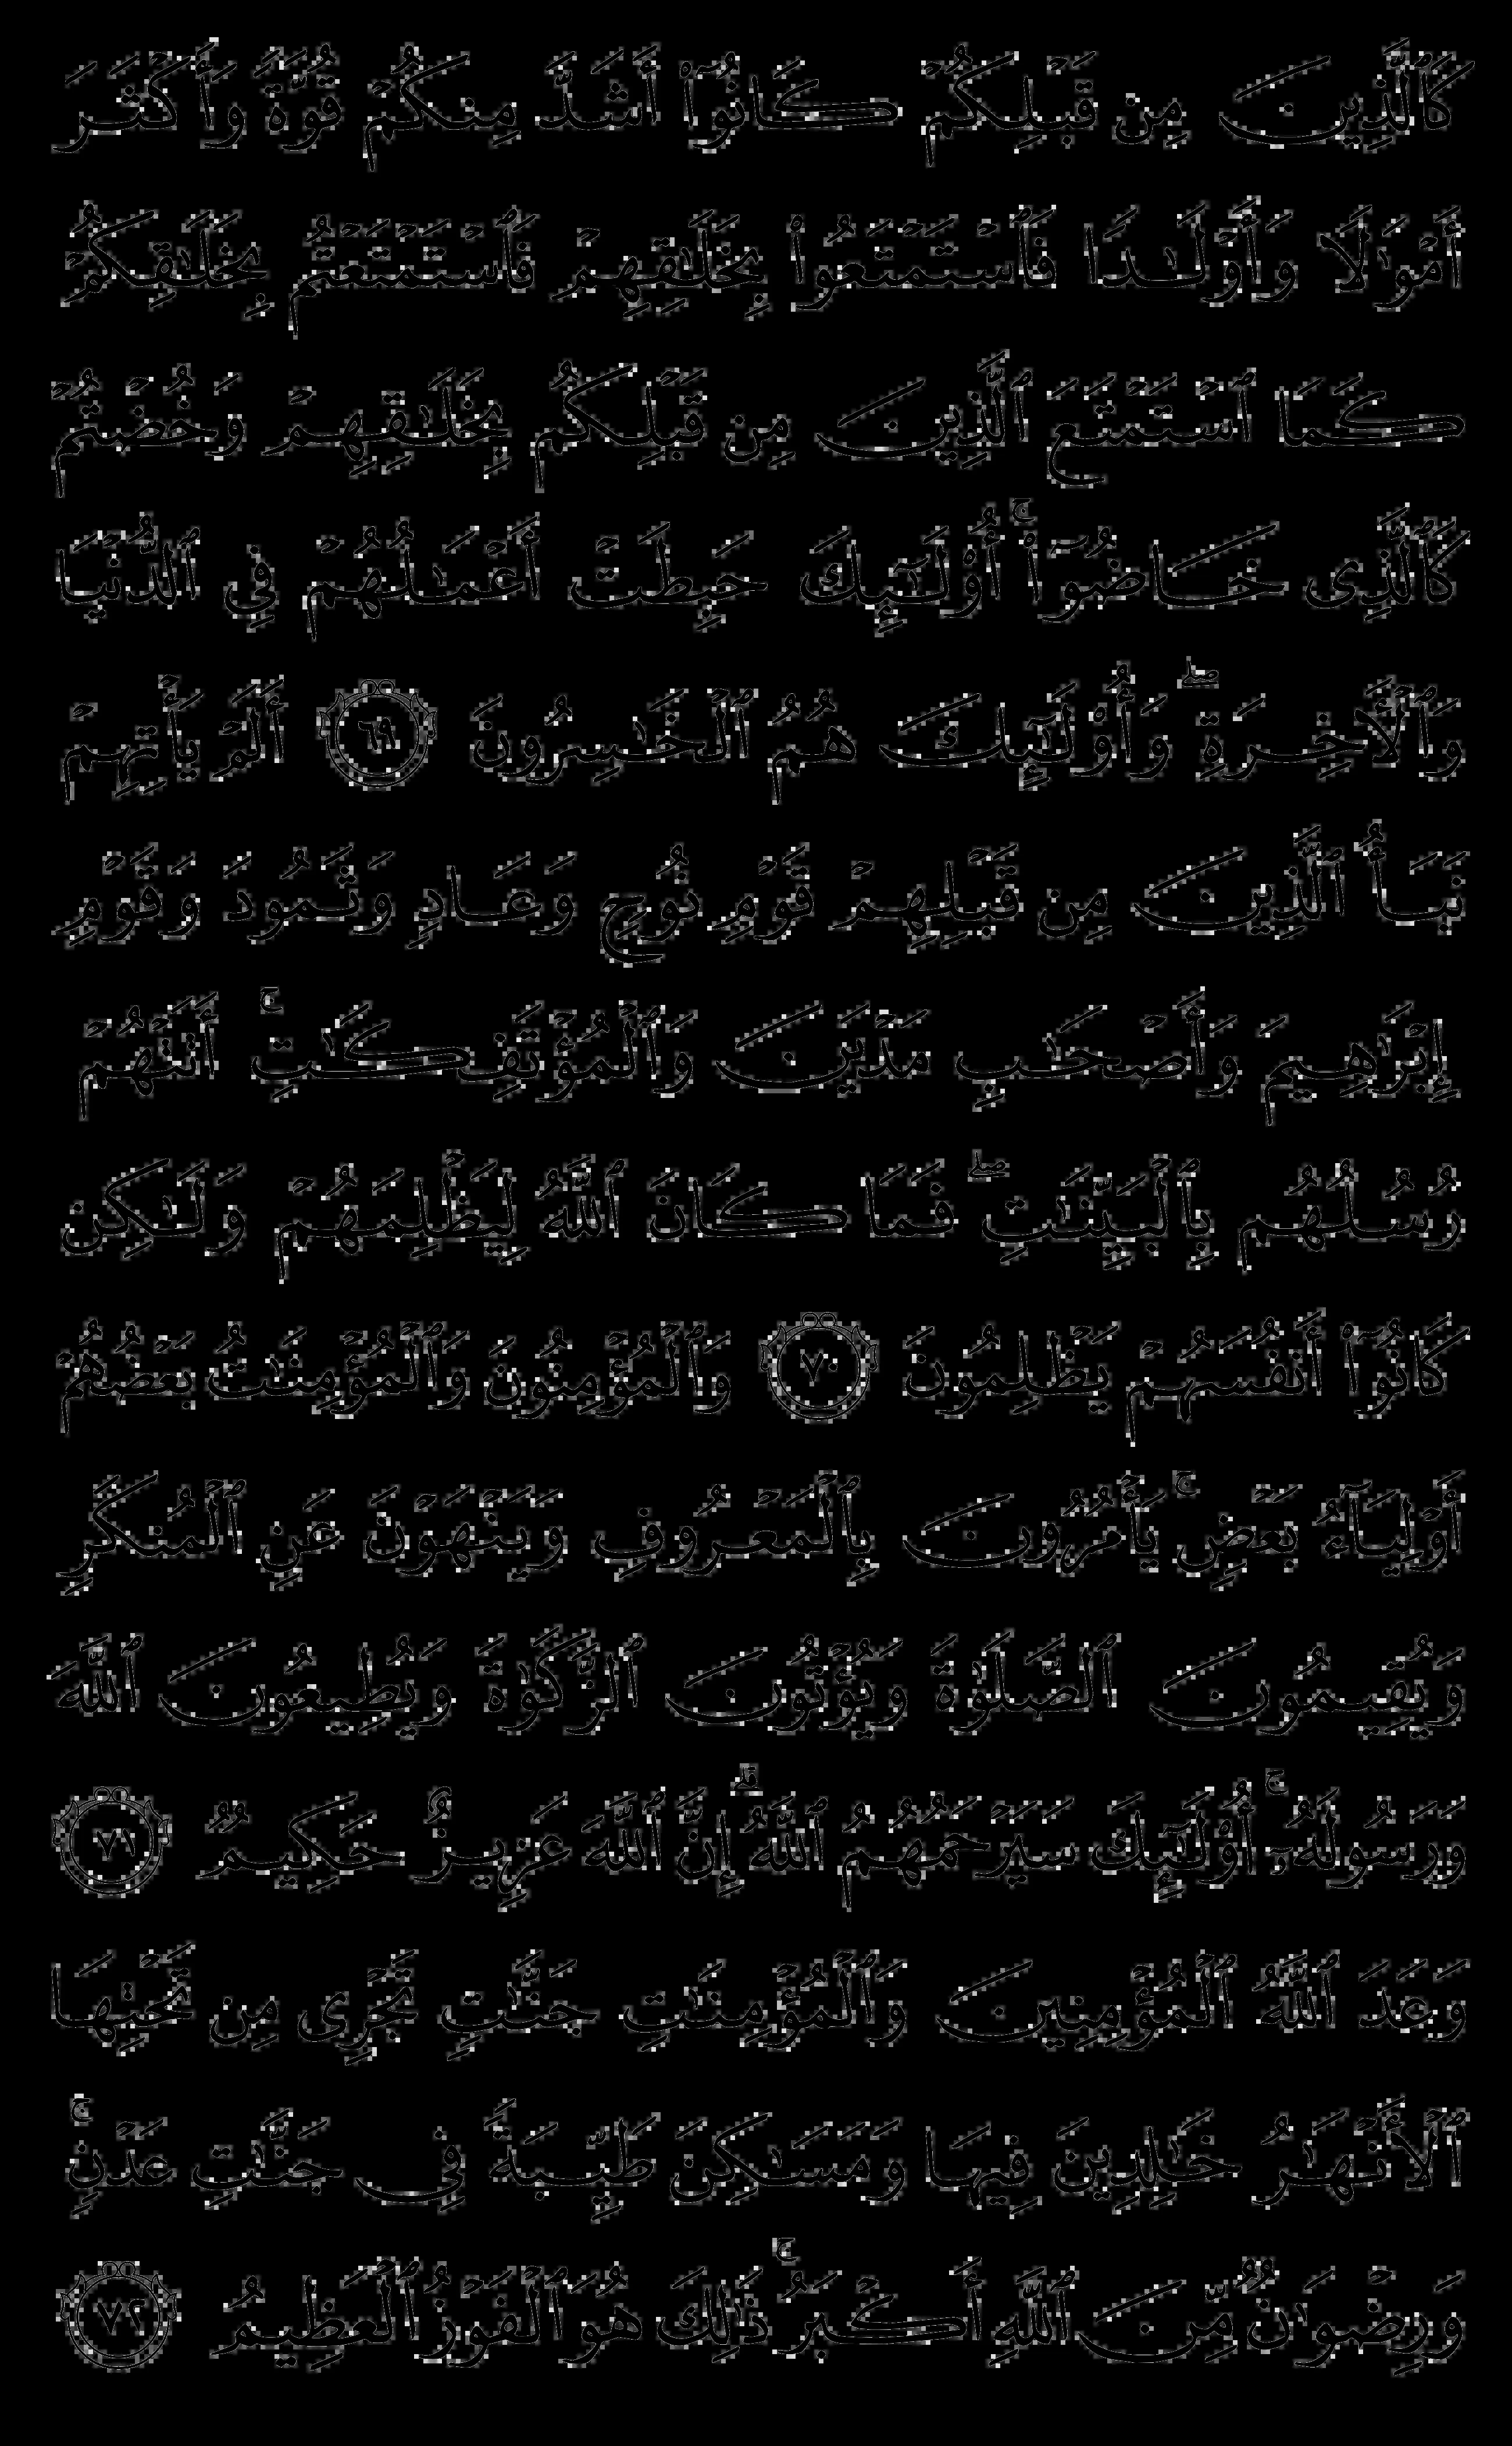 كَٱلَّذِينَ مِن قَبْلِكُمْ كَانُوٓا۟ أَشَدَّ مِنكُمْ قُوَّةً وَأَكْثَرَ
أَمْوَٰلًا وَأَوْلَـٰدًا فَٱسْتَمْتَعُوا۟ بِخَلَـٰقِهِمْ فَٱسْتَمْتَعْتُم بِخَلَـٰقِكُمْ
كَمَا ٱسْتَمْتَعَ ٱلَّذِينَ مِن قَبْلِكُم بِخَلَـٰقِهِمْ وَخُضْتُمْ
كَٱلَّذِى خَاضُوٓا۟ ۚ أُو۟لَـٰٓئِكَ حَبِطَتْ أَعْمَـٰلُهُمْ فِى ٱلدُّنْيَا
وَٱلْـَٔاخِرَةِ ۖ وَأُو۟لَـٰٓئِكَ هُمُ ٱلْخَـٰسِرُونَ ٦٩ أَلَمْ يَأْتِهِمْ
نَبَأُ ٱلَّذِينَ مِن قَبْلِهِمْ قَوْمِ نُوحٍ وَعَادٍ وَثَمُودَ وَقَوْمِ
إِبْرَٰهِيمَ وَأَصْحَـٰبِ مَدْيَنَ وَٱلْمُؤْتَفِكَـٰتِ ۚ أَتَتْهُمْ
رُسُلُهُم بِٱلْبَيِّنَـٰتِ ۖ فَمَا كَانَ ٱللَّهُ لِيَظْلِمَهُمْ وَلَـٰكِن
كَانُوٓا۟ أَنفُسَهُمْ يَظْلِمُونَ ٧٠ وَٱلْمُؤْمِنُونَ وَٱلْمُؤْمِنَـٰتُ بَعْضُهُمْ
أَوْلِيَآءُ بَعْضٍ ۚ يَأْمُرُونَ بِٱلْمَعْرُوفِ وَيَنْهَوْنَ عَنِ ٱلْمُنكَرِ
وَيُقِيمُونَ ٱلصَّلَوٰةَ وَيُؤْتُونَ ٱلزَّكَوٰةَ وَيُطِيعُونَ ٱللَّهَ
وَرَسُولَهُۥٓ ۚ أُو۟لَـٰٓئِكَ سَيَرْحَمُهُمُ ٱللَّهُ ۗ إِنَّ ٱللَّهَ عَزِيزٌ حَكِيمٌ ٧١
وَعَدَ ٱللَّهُ ٱلْمُؤْمِنِينَ وَٱلْمُؤْمِنَـٰتِ جَنَّـٰتٍ تَجْرِى مِن تَحْتِهَا
ٱلْأَنْهَـٰرُ خَـٰلِدِينَ فِيهَا وَمَسَـٰكِنَ طَيِّبَةً فِى جَنَّـٰتِ عَدْنٍ ۚ
وَرِضْوَٰنٌ مِّنَ ٱللَّهِ أَكْبَرُ ۚ ذَٰلِكَ هُوَ ٱلْفَوْزُ ٱلْعَظِيمُ ٧٢